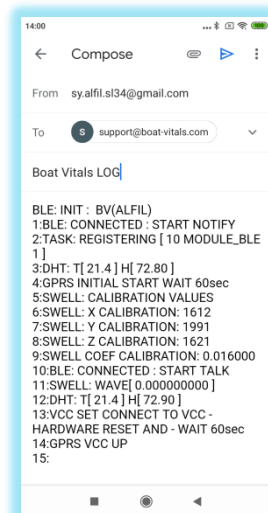 14:00
100
Compose
From sy.alfil.sl34@gmail.com
To S support@boat-vitals.com
Boat Vitals LOG
BLE: INIT : BV(ALFIL)
1:BLE: CONNECTED : START NOTIFY
2:TASK: REGISTERING [ 10 MODULE_BLE
1 ]
3:DHT: T[ 21.4 ] H[ 72.80 ]
4:GPRS INITIAL START WAIT 60sec
5:SWELL: CALIBRATION VALUES
6:SWELL: X CALIBRATION: 1612
7:SWELL: Y CALIBRATION: 1991
8:SWELL: Z CALIBRATION: 1621
9:SWELL COEF CALIBRATION: 0.016000
10:BLE: CONNECTED : START TALK
11:SWELL: WAVE[ 0.000000000 ]
12:DHT: T[ 21.4 ] H[ 72.90 ]
13:VCC SET CONNECT TO VCC -
HARDWARE RESET AND - WAIT 60sec
14:GPRS VCC UP
15: